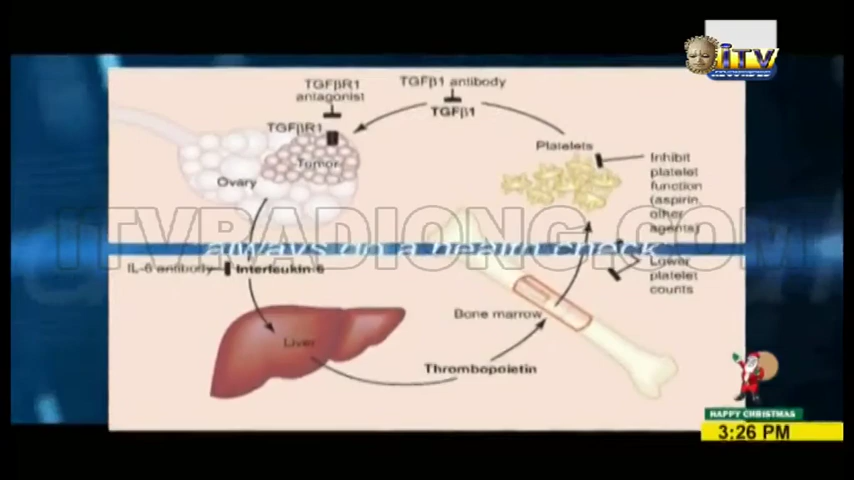 iTV
TGFβR1
antagonist
TGFβ1 antibody
TGFβ1
TGFβR1
Tumor
Ovary
Platelets
Inhibit
platelet
function
(aspirin,
other
agents)
ITVRADIONG.COM
always do a health check
IL-6 antibody
Interleukin-6
Lower
platelet
counts
Bone marrow
Liver
Thrombopoietin
HAPPY CHRISTMAS
3:26 PM